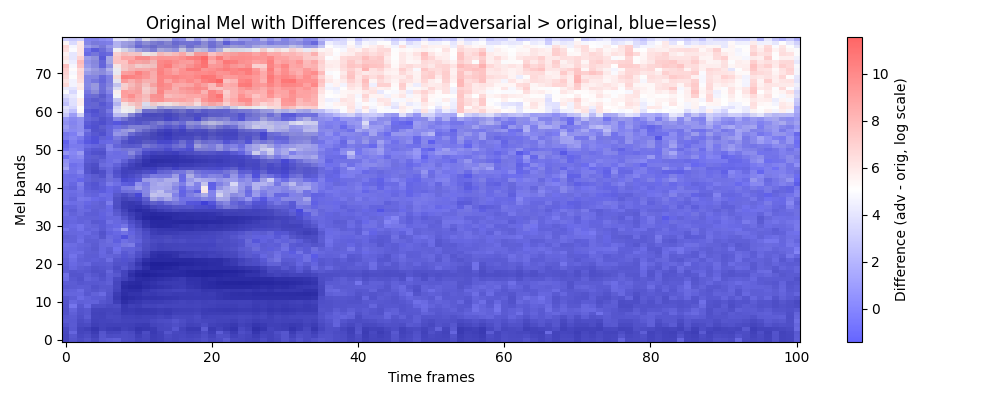 Original Mel with Differences (red=adversarial > original, blue=less)
70
60
50
40
30
20
10
0
Mel bands
0 20 40 60 80 100
Time frames
10
8
6
4
2
0
Difference (adv - orig, log scale)